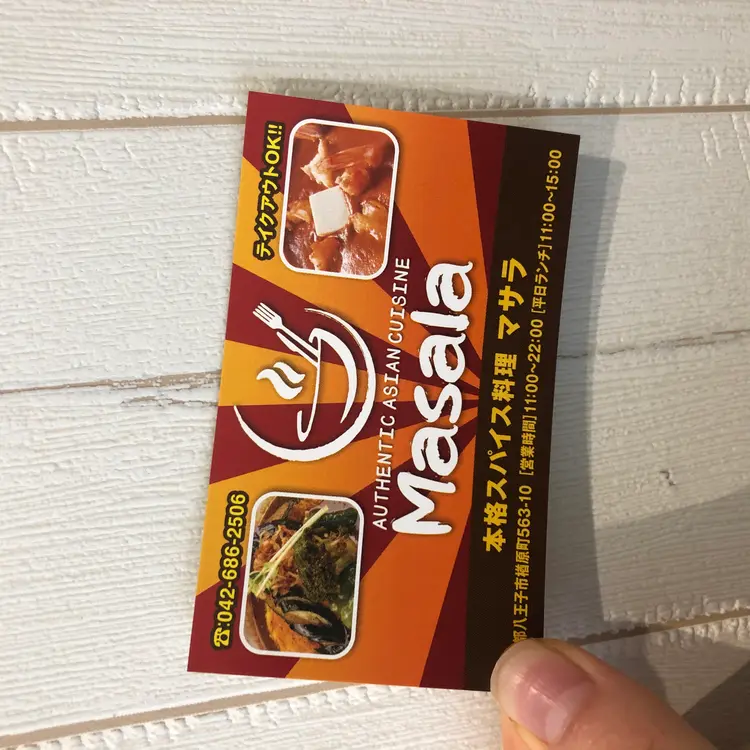 ☎:042-686-2506
テイクアウトOK!!
AUTHENTIC ASIAN CUISINE
Masala
本格スパイス料理 マサラ
都八王子市楢原町563-10 [営業時間]11:00~22:00 [平日ランチ]11:00~15:00